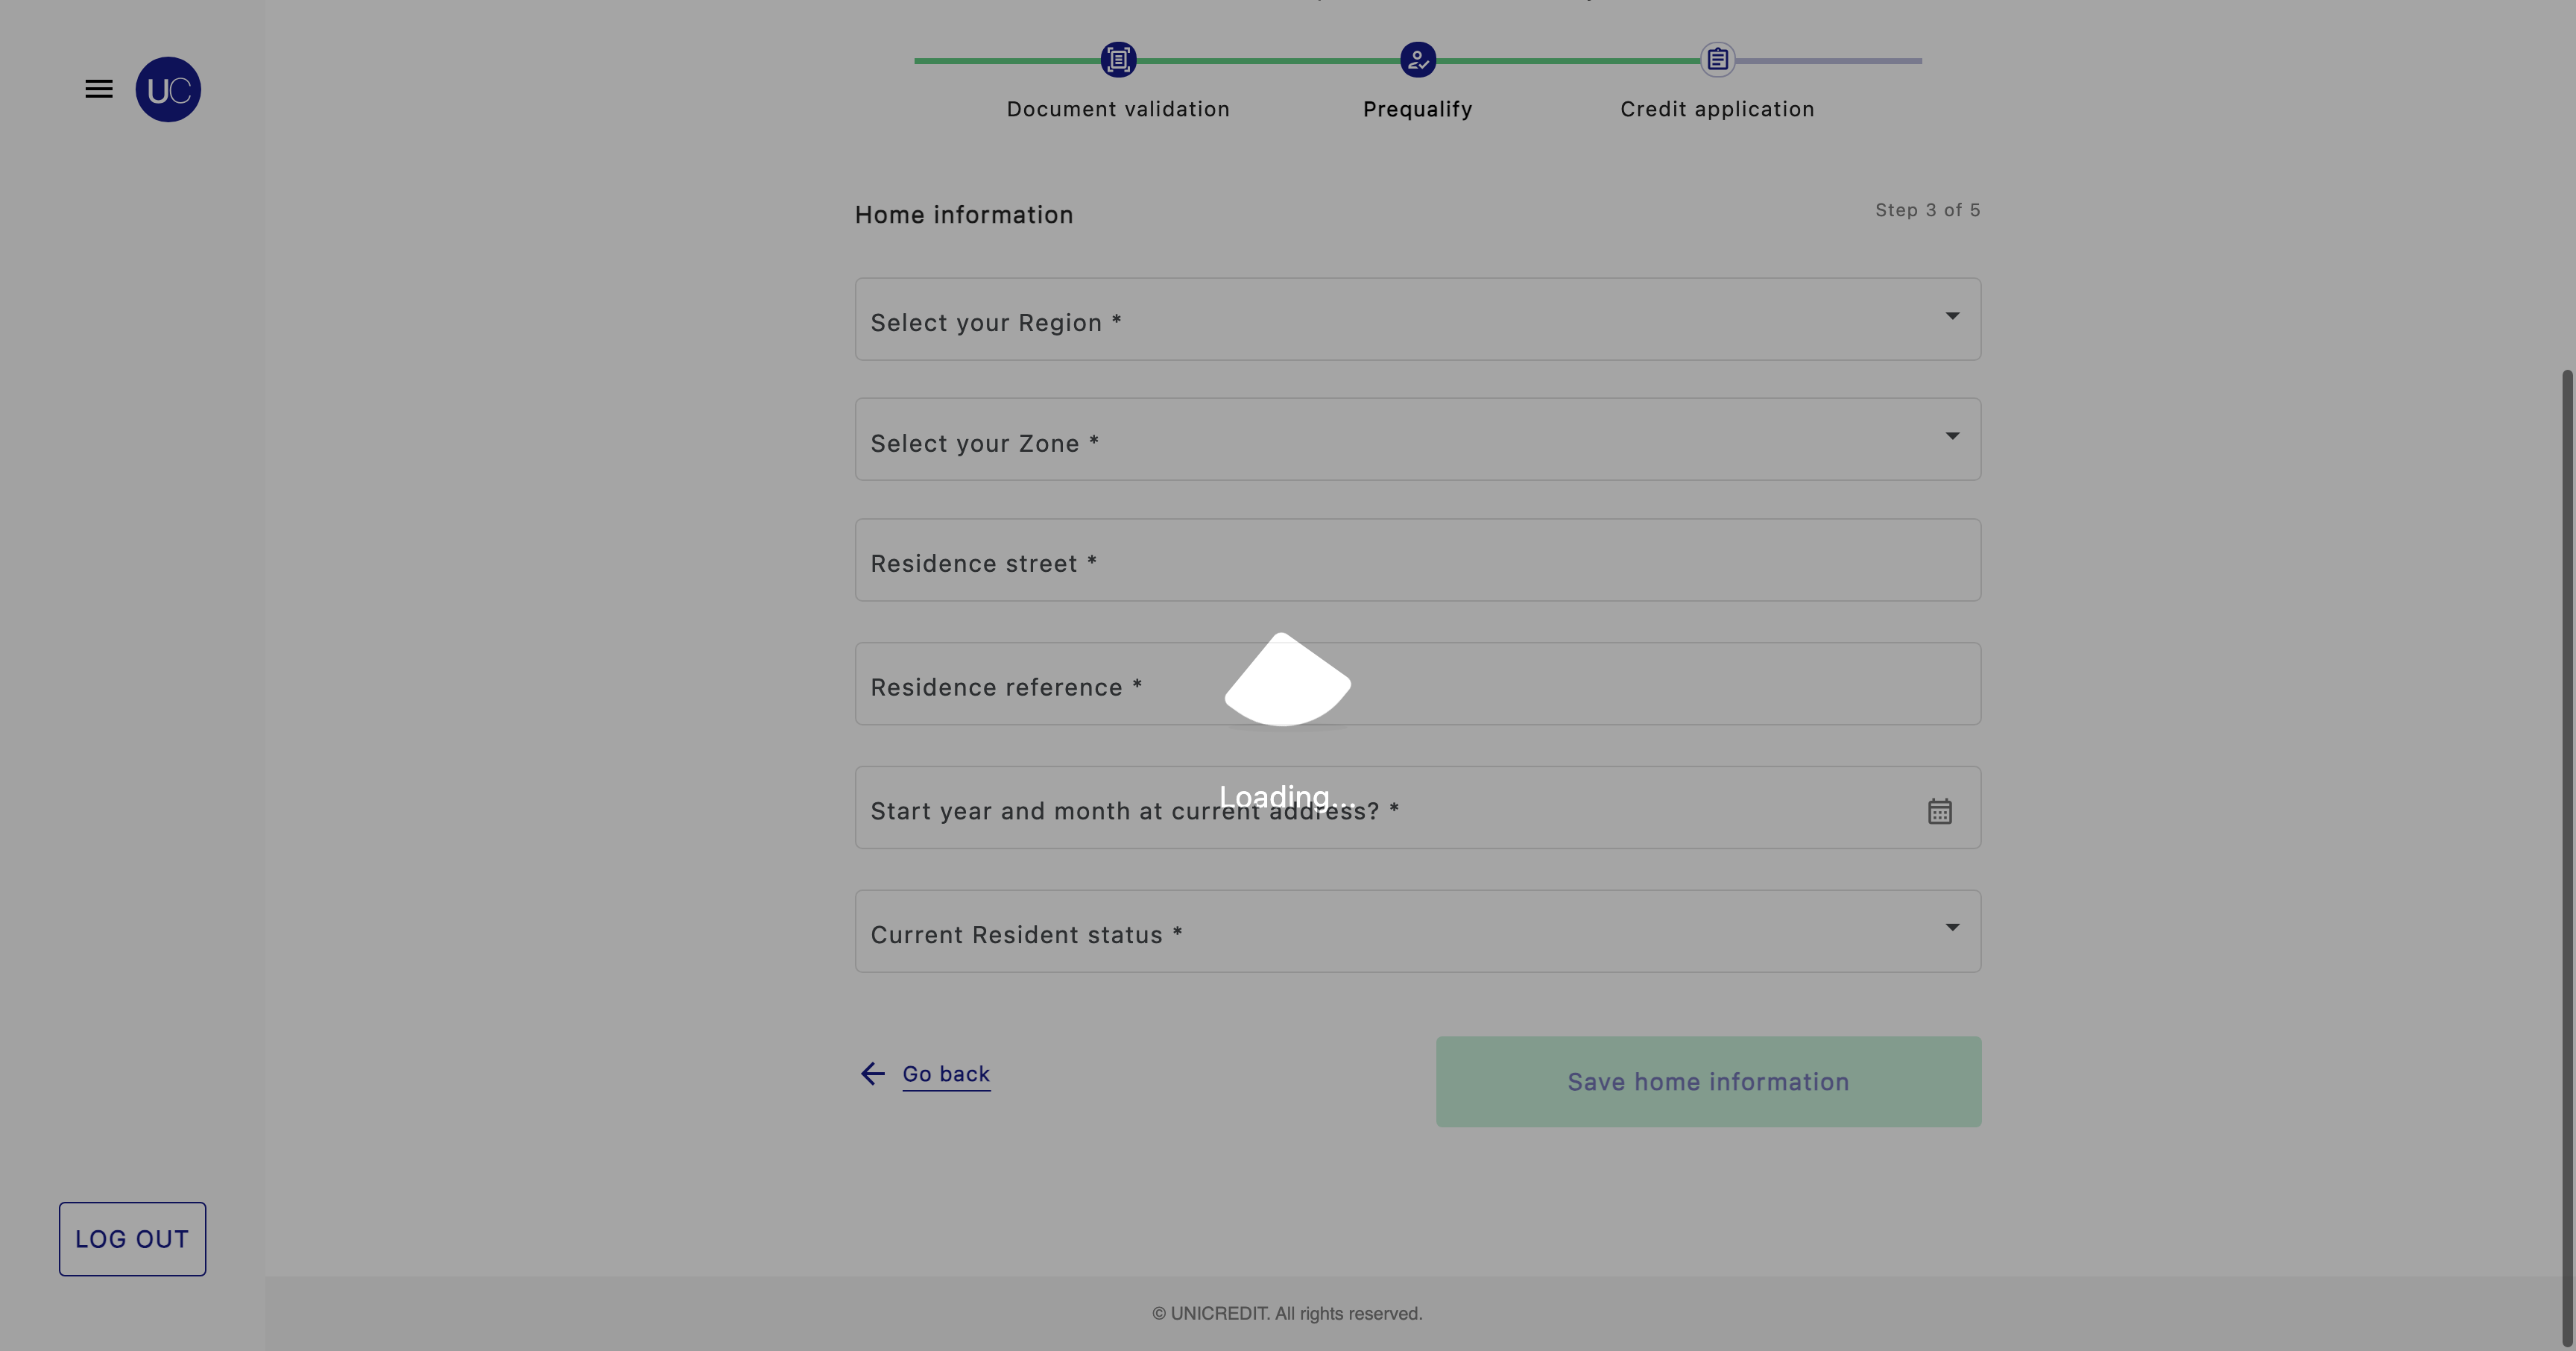 UC
Document validation
Prequalify
Credit application
Home information
Step 3 of 5
Select your Region *
Select your Zone *
Residence street *
Residence reference *
Loading...
Start year and month at current address? *
Current Resident status *
Go back
Save home information
LOG OUT
© UNICREDIT. All rights reserved.